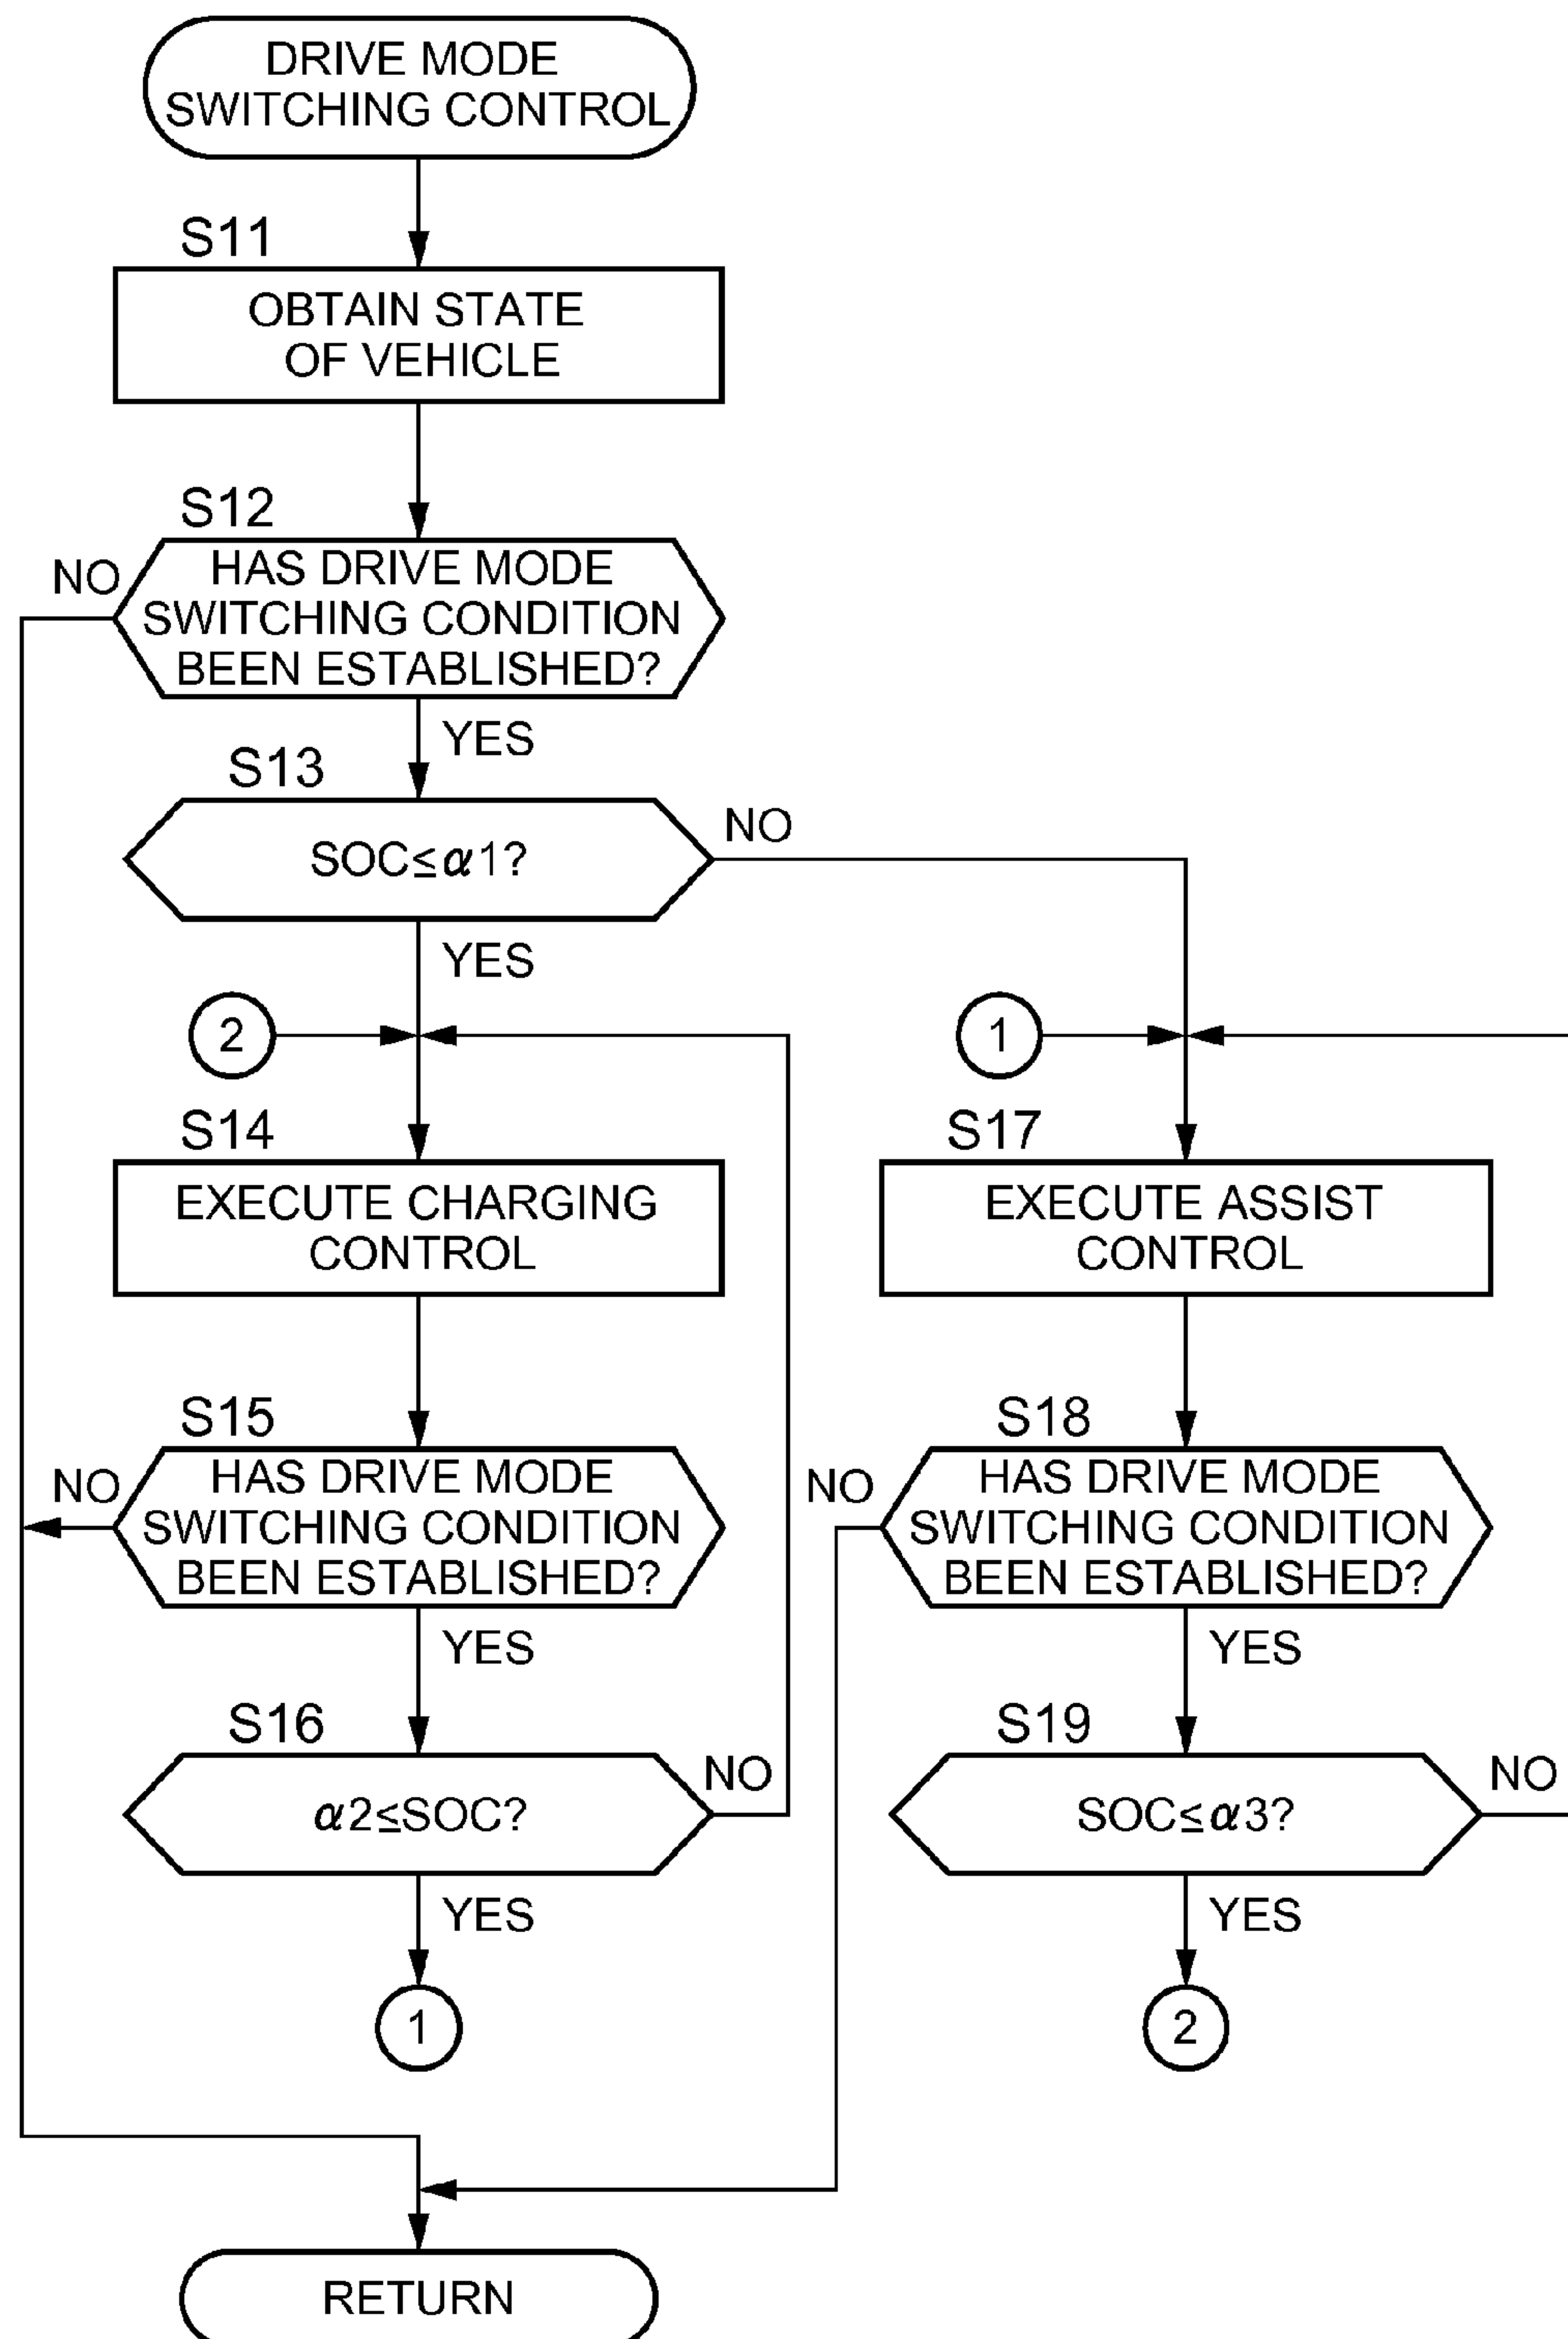 DRIVE MODE
SWITCHING CONTROL
S11
OBTAIN STATE
OF VEHICLE
S12
NO
HAS DRIVE MODE
SWITCHING CONDITION
BEEN ESTABLISHED?
YES
S13
NO
SOC≦α1?
YES
2
1
S14
EXECUTE CHARGING
CONTROL
S17
EXECUTE ASSIST
CONTROL
S15
NO
HAS DRIVE MODE
SWITCHING CONDITION
BEEN ESTABLISHED?
YES
S18
NO
HAS DRIVE MODE
SWITCHING CONDITION
BEEN ESTABLISHED?
YES
S16
NO
α2≦SOC?
YES
1
S19
NO
SOC≦α3?
YES
2
RETURN